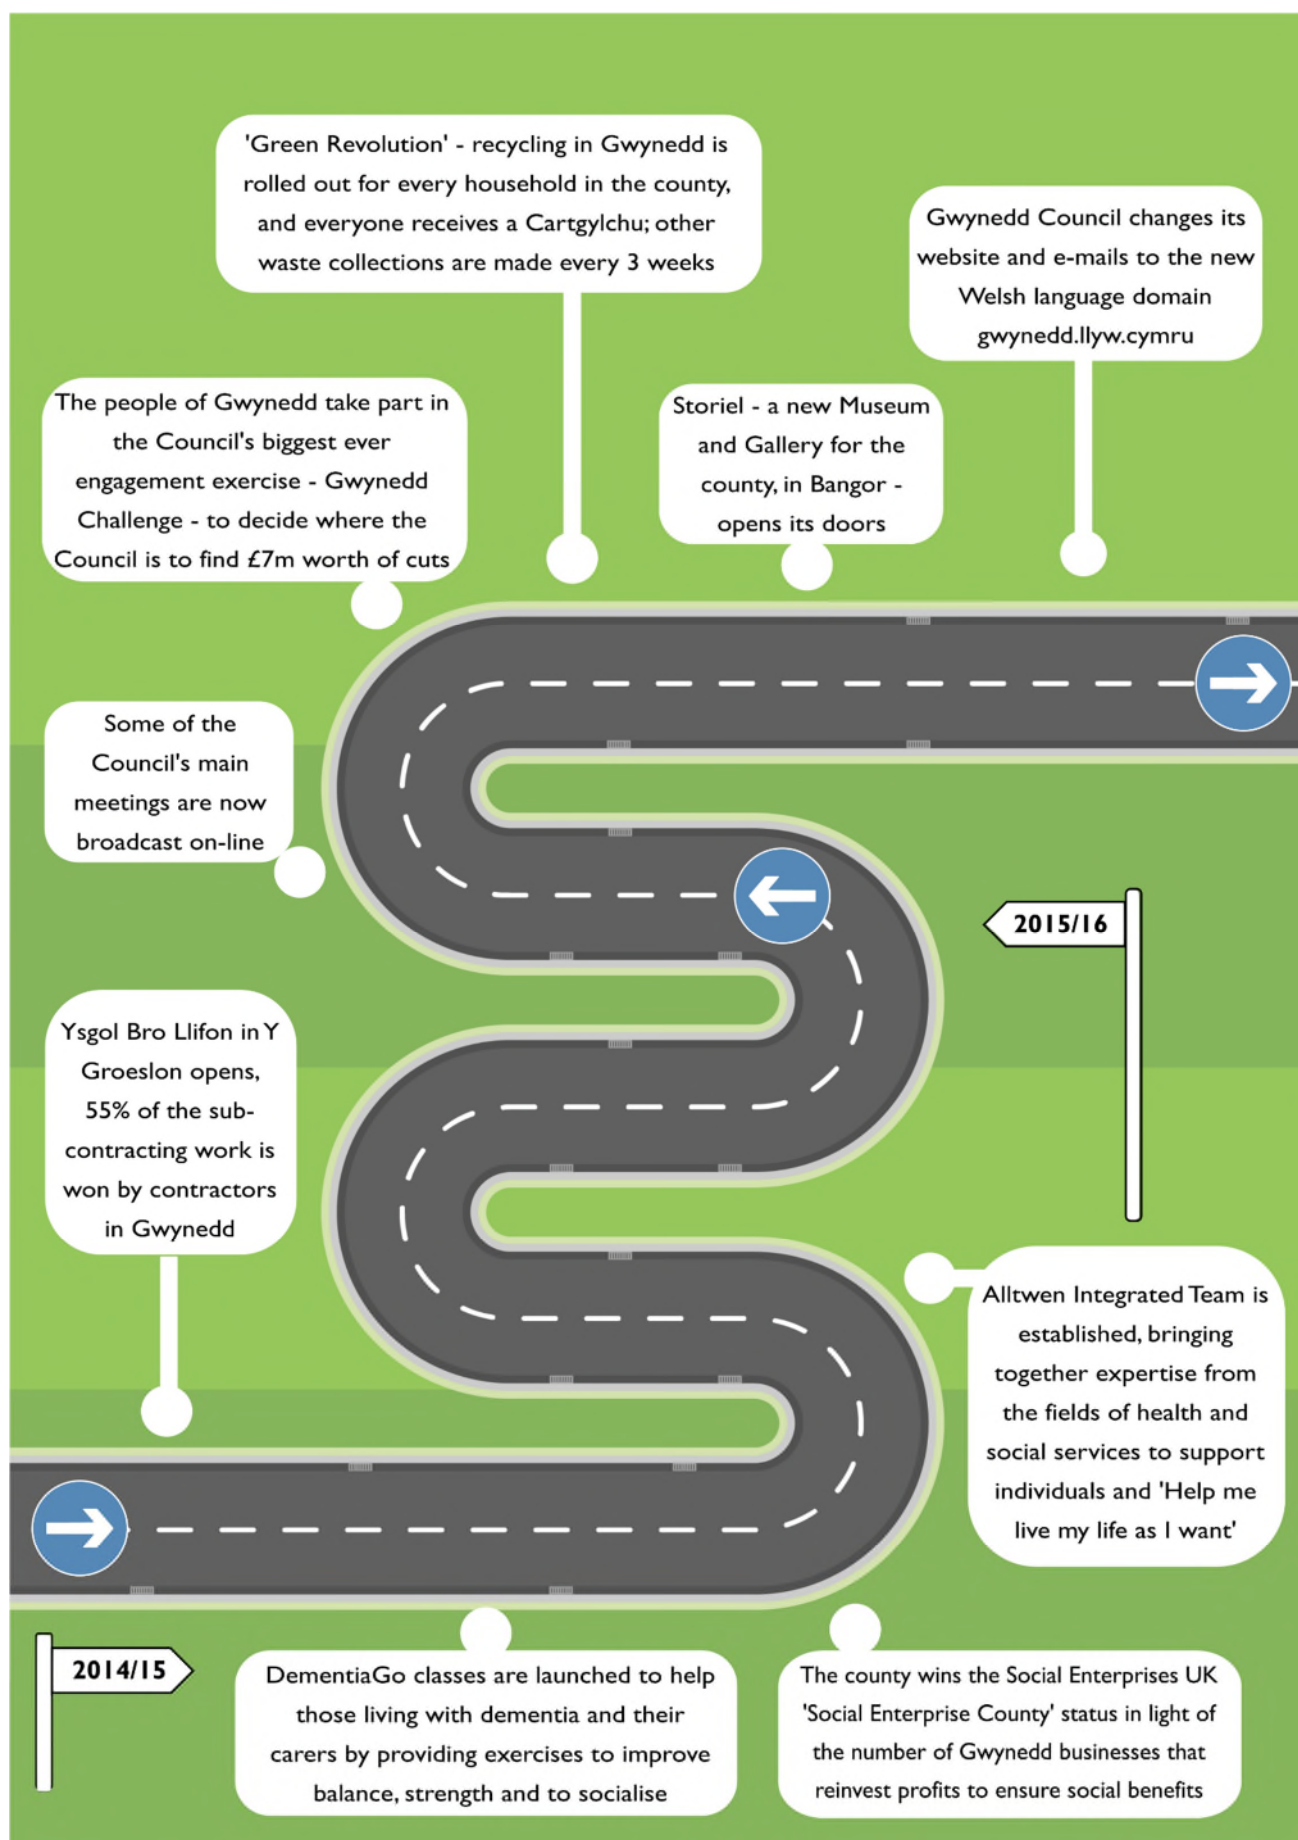 'Green Revolution' - recycling in Gwynedd is
rolled out for every household in the county,
and everyone receives a Cartgylchu; other
waste collections are made every 3 weeks
Gwynedd Council changes its
website and e-mails to the new
Welsh language domain
gwynedd.llyw.cymru
The people of Gwynedd take part in
the Council's biggest ever
engagement exercise - Gwynedd
Challenge - to decide where the
Council is to find £7m worth of cuts
Storiel - a new Museum
and Gallery for the
county, in Bangor -
opens its doors
Some of the
Council's main
meetings are now
broadcast on-line
2015/16
Ysgol Bro Llifon in Y
Groeslon opens,
55% of the sub-
contracting work is
won by contractors
in Gwynedd
Alltwen Integrated Team is
established, bringing
together expertise from
the fields of health and
social services to support
individuals and 'Help me
live my life as I want'
2014/15
DementiaGo classes are launched to help
those living with dementia and their
carers by providing exercises to improve
balance, strength and to socialise
The county wins the Social Enterprises UK
'Social Enterprise County' status in light of
the number of Gwynedd businesses that
reinvest profits to ensure social benefits